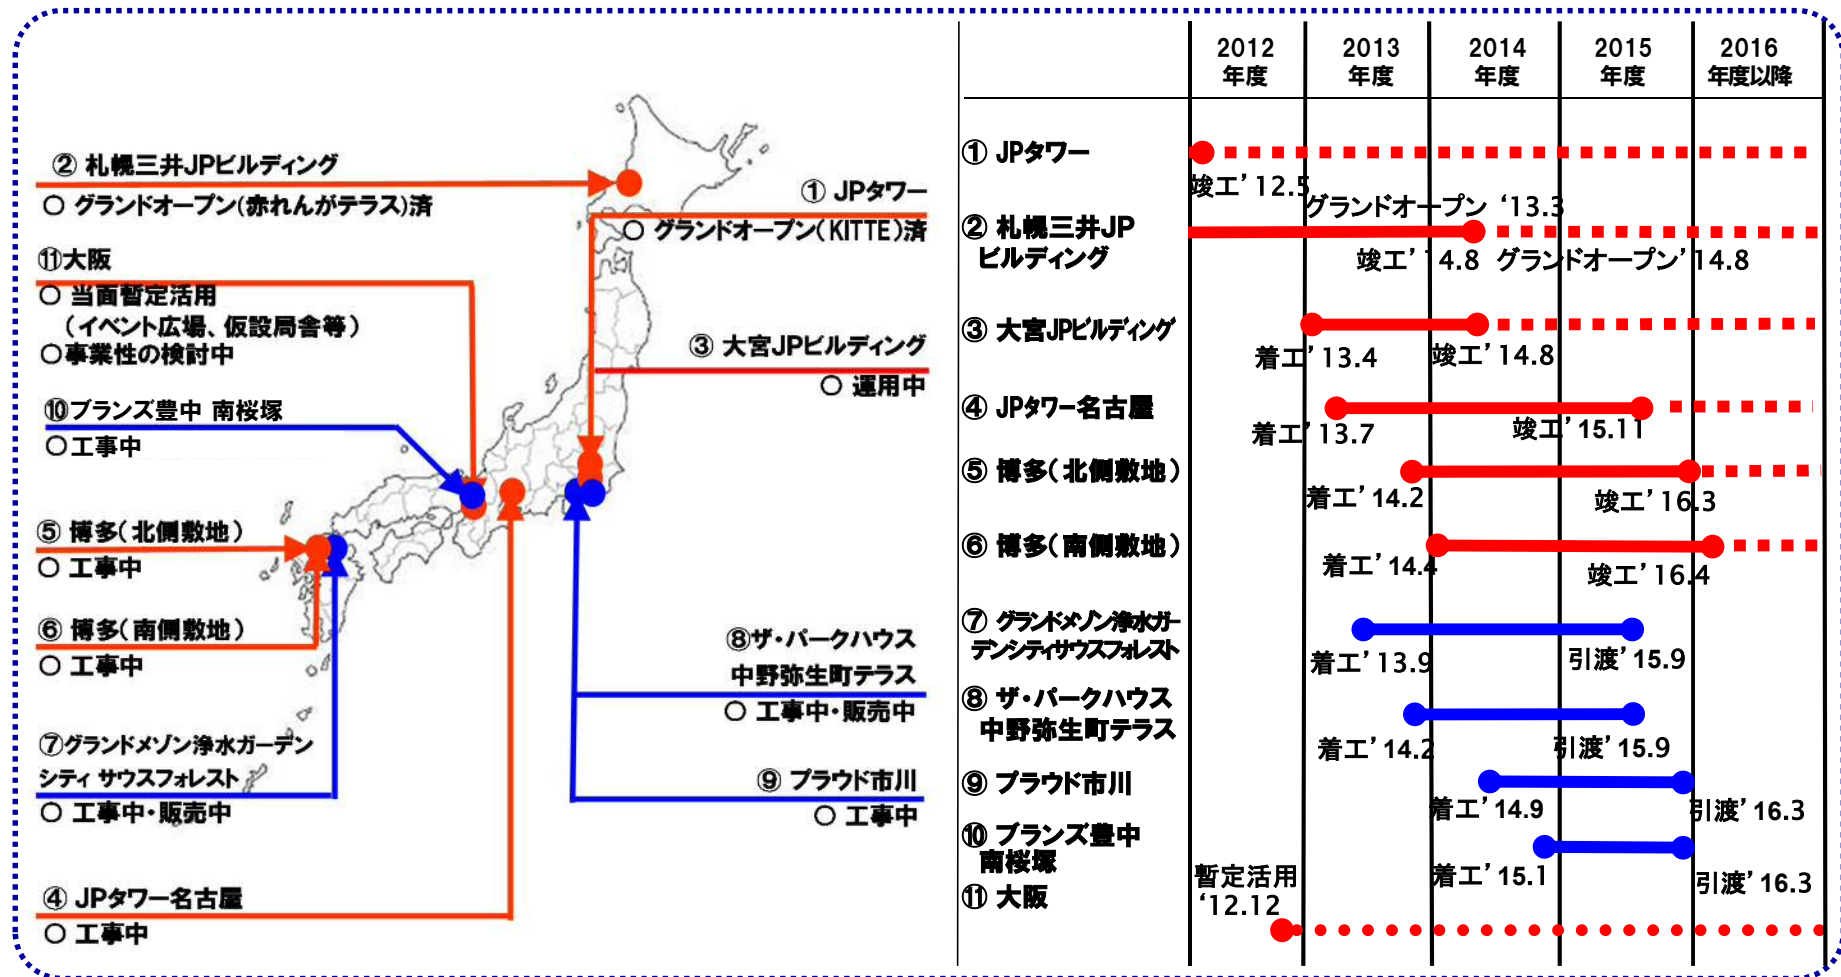 ② 札幌三井JPビルディング
○ グランドオープン(赤れんがテラス)済
① JPタワー
○ グランドオープン(KITTE)済
⑪大阪
○ 当面暫定活用
（イベント広場、仮設局舎等）
○事業性の検討中
③ 大宮JPビルディング
○ 運用中
⑩ブランズ豊中 南桜塚
○工事中
⑤ 博多(北側敷地)
○ 工事中
⑥ 博多(南側敷地)
○ 工事中
⑧ザ・パークハウス
中野弥生町テラス
○ 工事中・販売中
⑦グランドメゾン浄水ガーデン
シティ サウスフォレスト
○ 工事中・販売中
⑨ プラウド市川
○ 工事中
④ JPタワー名古屋
○ 工事中
2012
年度
2013
年度
2014
年度
2015
年度
2016
年度以降
① JPタワー
竣工’12.5
グランドオープン ‘13.3
② 札幌三井JP
ビルディング
竣工’14.8 グランドオープン’14.8
③ 大宮JPビルディング
着工’13.4 竣工’14.8
④ JPタワー名古屋
着工’13.7 竣工’15.11
⑤ 博多(北側敷地)
着工’14.2 竣工’16.3
⑥ 博多(南側敷地)
着工’14.4 竣工’16.4
⑦ グランドメゾン浄水ガー
デンシティサウスフォレスト
着工’13.9 引渡’15.9
⑧ ザ・パークハウス
中野弥生町テラス
着工’14.2 引渡’15.9
⑨ プラウド市川
着工’14.9 引渡’16.3
⑩ ブランズ豊中
南桜塚
着工’15.1 引渡’16.3
⑪ 大阪
暫定活用
‘12.12